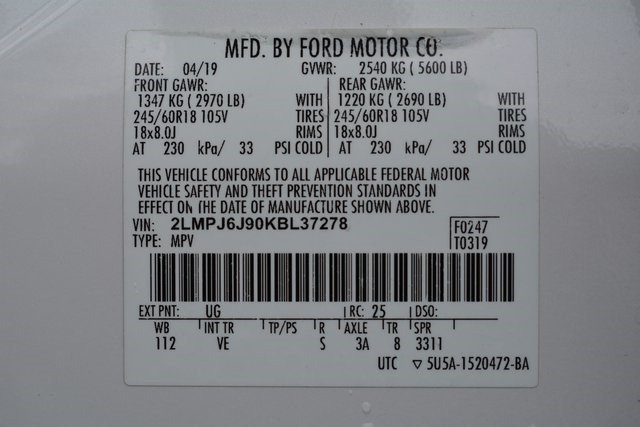 MFD. BY FORD MOTOR CO.
DATE: 04/19 GVWR: 2540 KG ( 5600 LB)
FRONT GAWR: REAR GAWR:
1347 KG ( 2970 LB) WITH 1220 KG ( 2690 LB) WITH
245/60R18 105V TIRES 245/60R18 105V TIRES
18x8.0J RIMS 18x8.0J RIMS
AT 230 kPa/ 33 PSI COLD AT 230 kPa/ 33 PSI COLD
THIS VEHICLE CONFORMS TO ALL APPLICABLE FEDERAL MOTOR
VEHICLE SAFETY AND THEFT PREVENTION STANDARDS IN
EFFECT ON THE DATE OF MANUFACTURE SHOWN ABOVE.
VIN: 2LMPJ6J90KBL37278 F0247
TYPE: MPV T0319
EXT PNT: UG RC: 25 DSO:
WB INT TR TP/PS R AXLE TR SPR
112 VE S 3A 8 3311
UTC ▽ 5U5A-1520472-BA